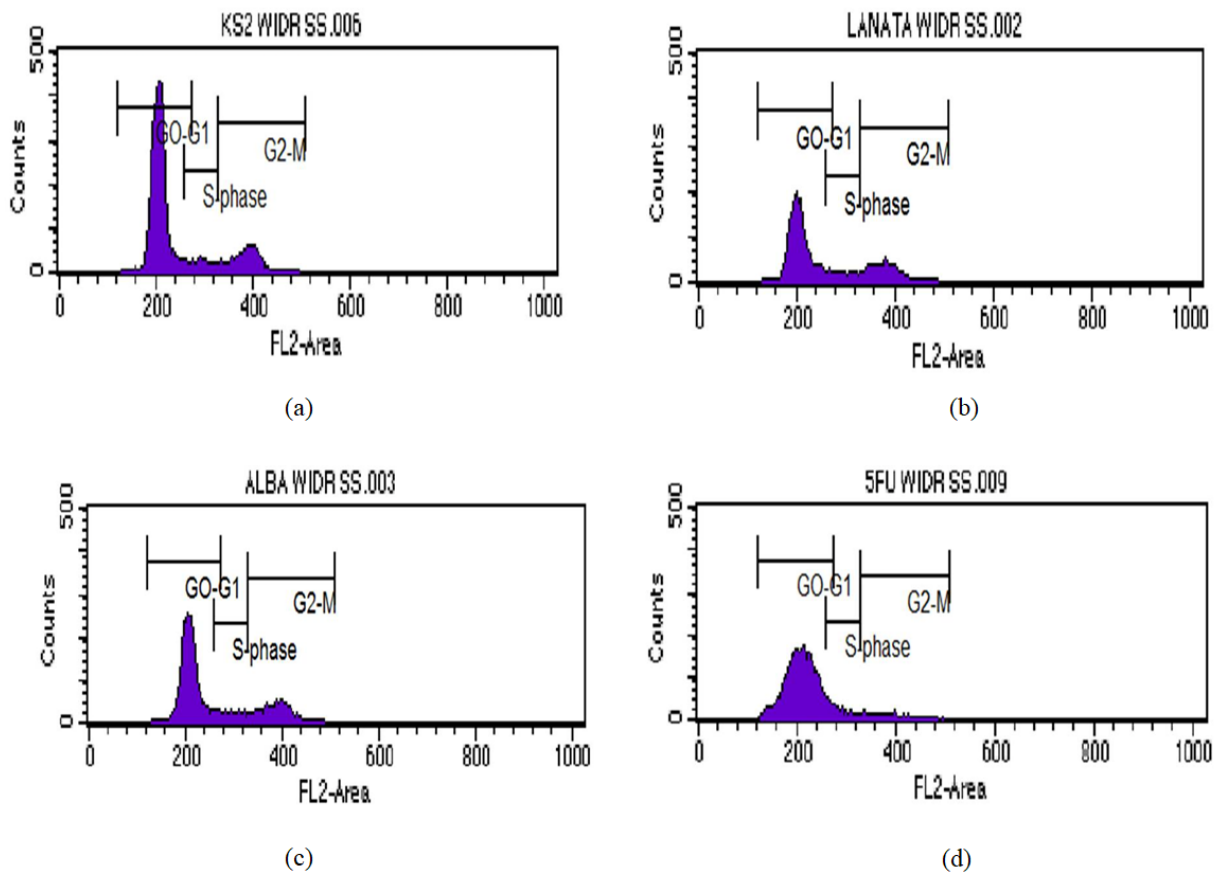 KS2 WIDR SS.006
500
Counts
0
GO-G1
G2-M
S-phase
0 200 400 600 800 1000
FL2-Area
(a)
LANATA WIDR SS.002
500
Counts
0
GO-G1
G2-M
S-phase
0 200 400 600 800 1000
FL2-Area
(b)
ALBA WIDR SS.003
500
Counts
0
GO-G1
G2-M
S-phase
0 200 400 600 800 1000
FL2-Area
(c)
5FU WIDR SS.009
500
Counts
0
GO-G1
G2-M
S-phase
0 200 400 600 800 1000
FL2-Area
(d)